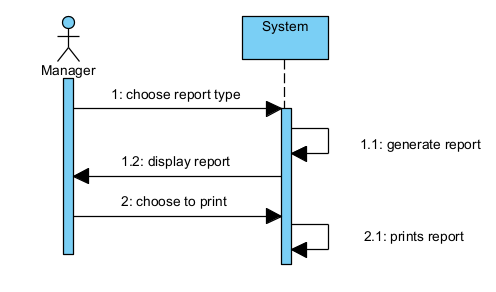 System
Manager
1: choose report type
1.1: generate report
1.2: display report
2: choose to print
2.1: prints report